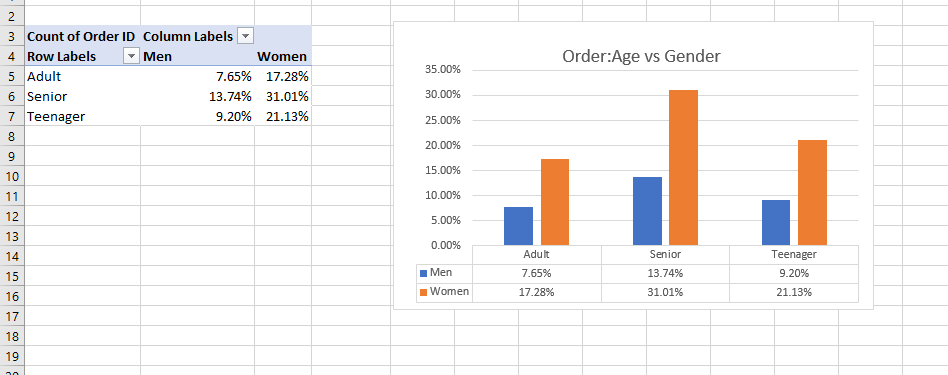 2
3 Count of Order ID Column Labels
4 Row Labels Men Women
5 Adult 7.65% 17.28%
6 Senior 13.74% 31.01%
7 Teenager 9.20% 21.13%
8
9
10
11
12
13
14
15
16
17
18
19
Order:Age vs Gender
35.00%
30.00%
25.00%
20.00%
15.00%
10.00%
5.00%
0.00%
Adult Senior Teenager
Men 7.65% 13.74% 9.20%
Women 17.28% 31.01% 21.13%